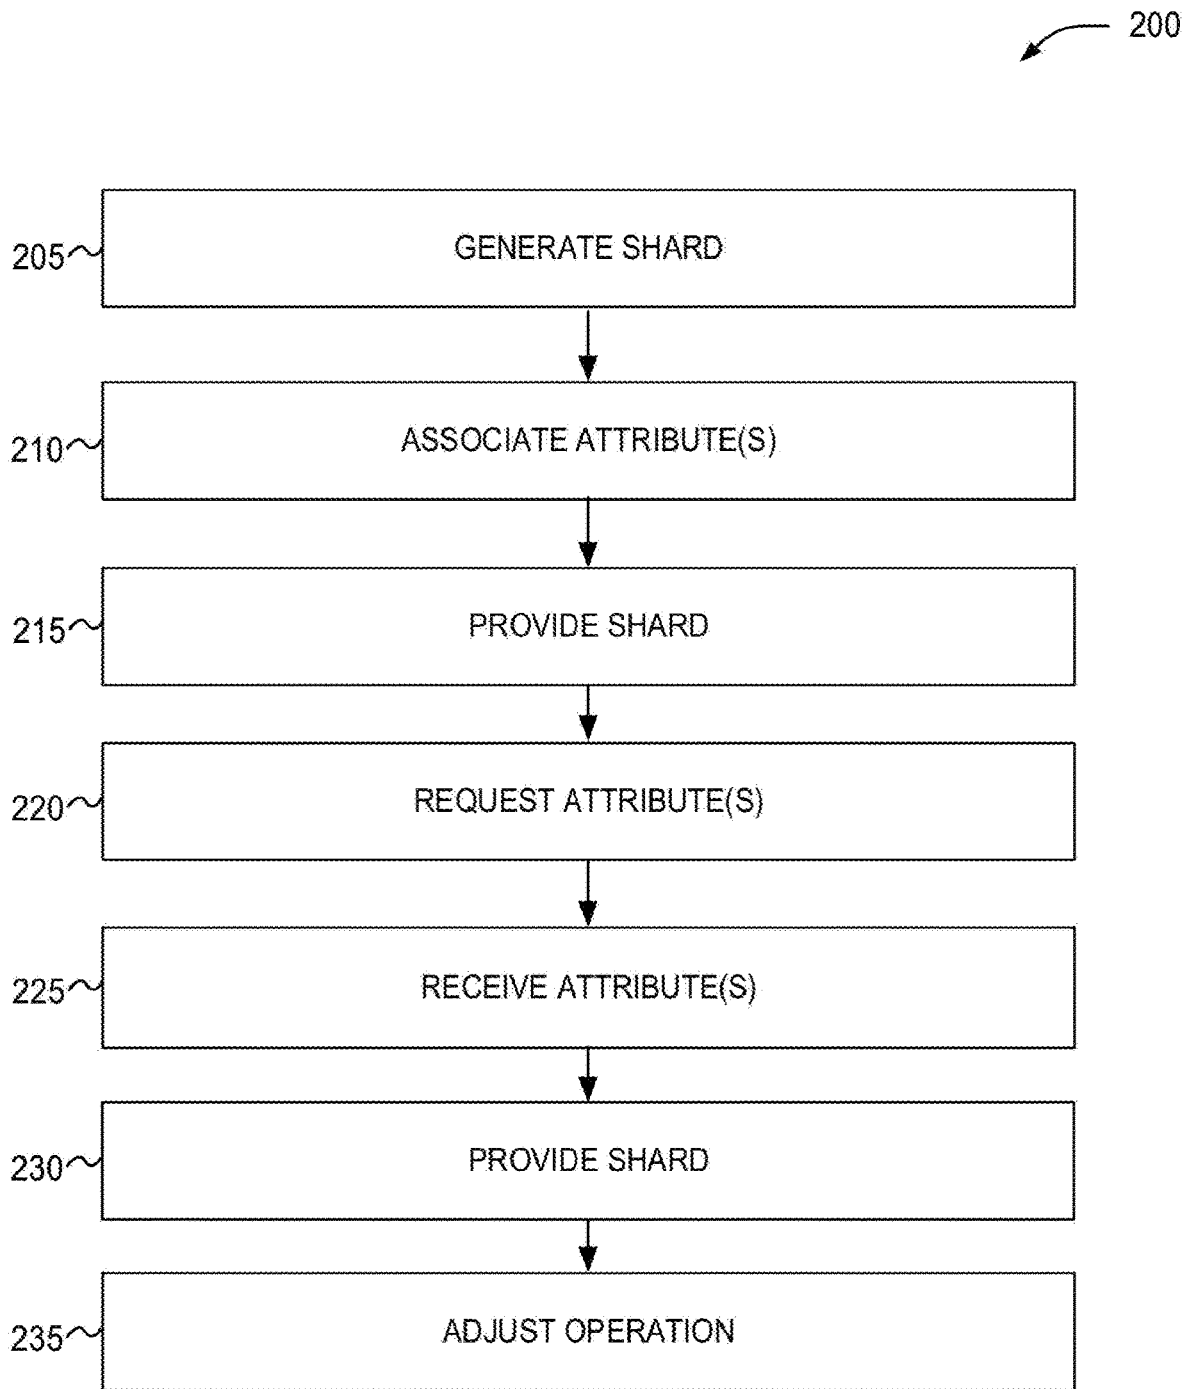 200
205 GENERATE SHARD
210 ASSOCIATE ATTRIBUTE(S)
215 PROVIDE SHARD
220 REQUEST ATTRIBUTE(S)
225 RECEIVE ATTRIBUTE(S)
230 PROVIDE SHARD
235 ADJUST OPERATION